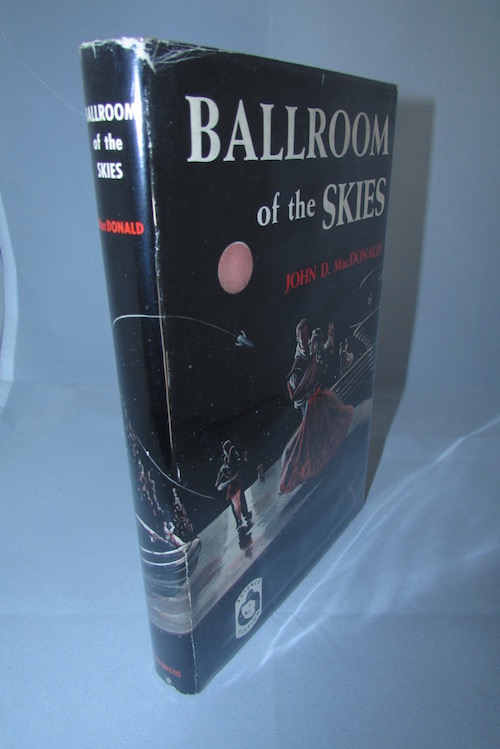 BALLROOM
of the
SKIES
MacDONALD
BALLROOM
of the SKIES
JOHN D. MacDONALD